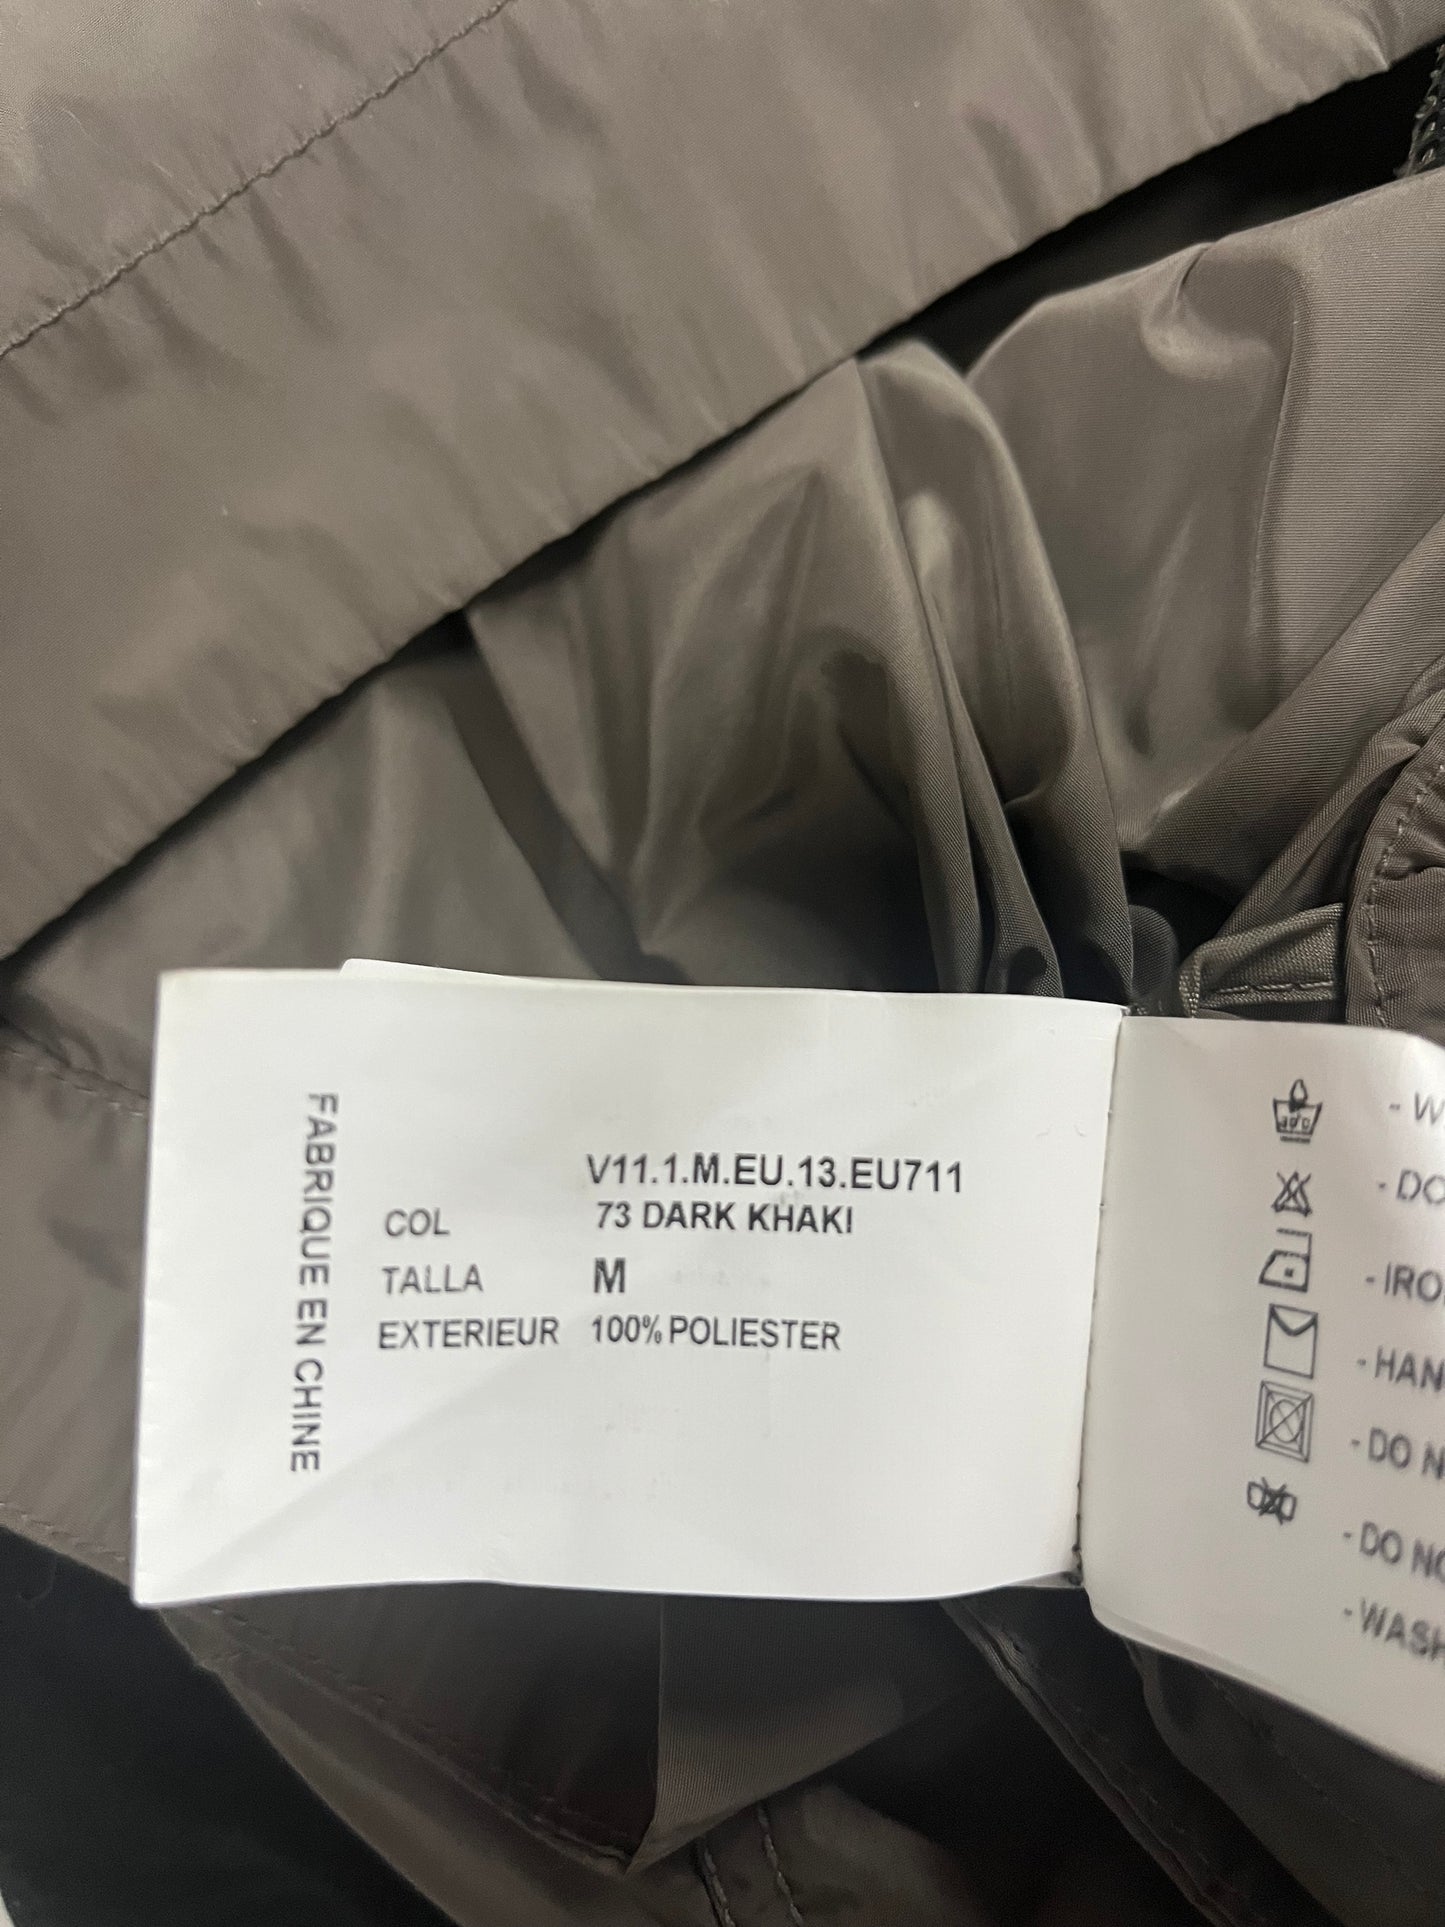 FABRIQUE EN CHINE
V11.1.M.EU.13.EU711
COL 73 DARK KHAKI
TALLA M
EXTERIEUR 100% POLIESTER
- DO
- IRO
- HAN
- DO N
- DO NO
- WASH